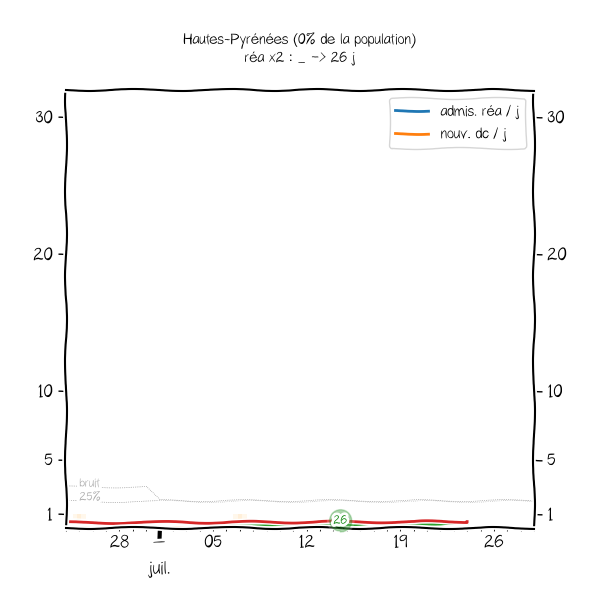 Hautes-Pyrénées (0% de la population)
réa x2 : _ -> 26 j
admis. réa / j
nouv. dc / j
30
30
20
20
10
10
5
5
bruit
25%
1
1
26
28
05
12
19
26
juil.